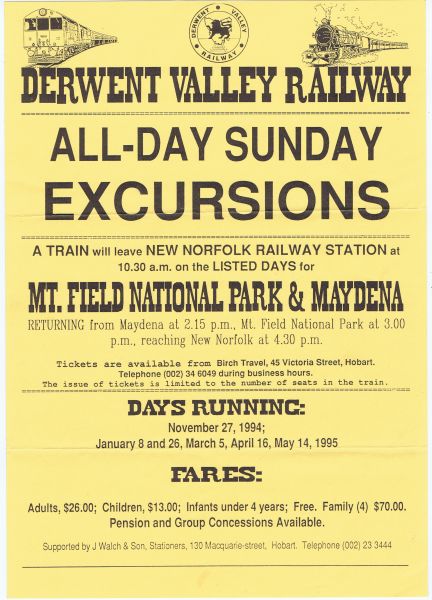 DERWENT VALLEY
RAILWAY
DERWENT VALLEY RAILWAY
ALL-DAY SUNDAY
EXCURSIONS
A TRAIN will leave NEW NORFOLK RAILWAY STATION at
10.30 a.m. on the LISTED DAYS for
MT. FIELD NATIONAL PARK & MAYDENA
RETURNING from Maydena at 2.15 p.m., Mt. Field National Park at 3.00
p.m., reaching New Norfolk at 4.30 p.m.
Tickets are available from Birch Travel, 45 Victoria Street, Hobart.
Telephone (002) 34 6049 during business hours.
The issue of tickets is limited to the number of seats in the train.
DAYS RUNNING:
November 27, 1994;
January 8 and 26, March 5, April 16, May 14, 1995
FARES:
Adults, $26.00; Children, $13.00; Infants under 4 years; Free. Family (4) $70.00.
Pension and Group Concessions Available.
Supported by J Walch & Son, Stationers, 130 Macquarie-street, Hobart. Telephone (002) 23 3444